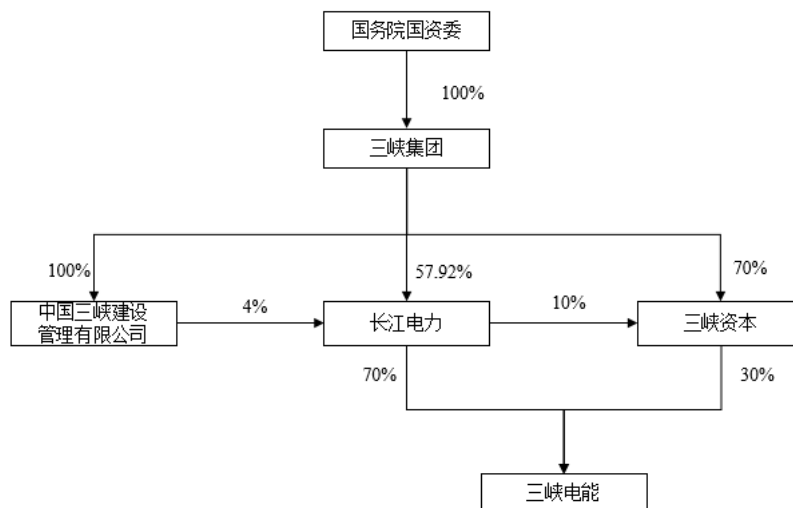 国务院国资委
100%
三峡集团
100%
57.92%
70%
中国三峡建设
管理有限公司
4%
长江电力
10%
三峡资本
70%
30%
三峡电能